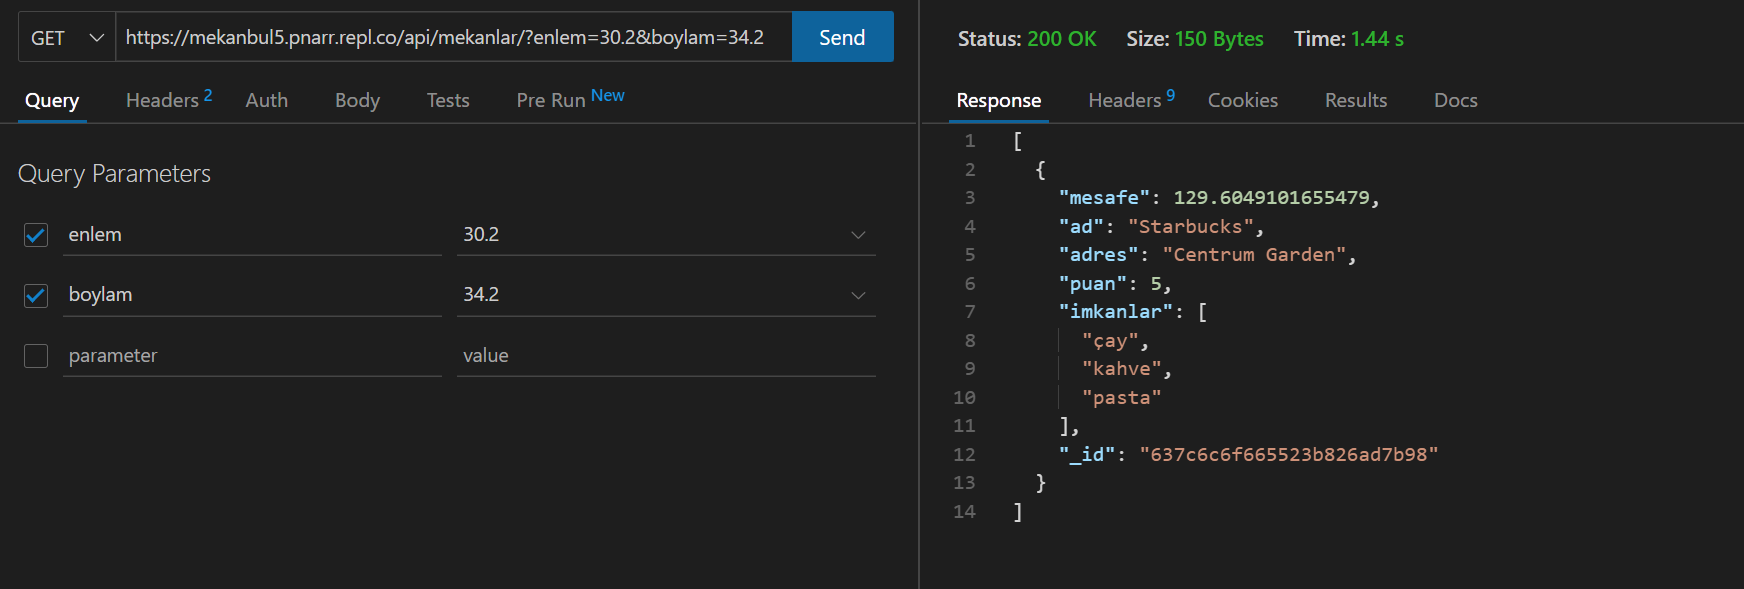 GET https://mekanbul5.pnarr.repl.co/api/mekanlar/?enlem=30.2&boylam=34.2 Send
Query Headers 2 Auth Body Tests Pre Run New
Query Parameters
enlem 30.2
boylam 34.2
parameter value
Status: 200 OK Size: 150 Bytes Time: 1.44 s
Response Headers 9 Cookies Results Docs
1 [
2 {
3 "mesafe": 129.6049101655479,
4 "ad": "Starbucks",
5 "adres": "Centrum Garden",
6 "puan": 5,
7 "imkanlar": [
8 "çay",
9 "kahve",
10 "pasta"
11 ],
12 "_id": "637c6c6f665523b826ad7b98"
13 }
14 ]